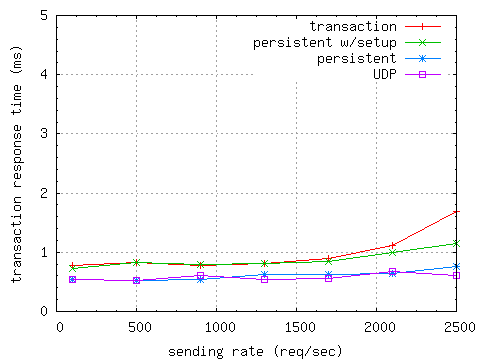 transaction
persistent w/setup
persistent
UDP
5
4
3
2
1
0
transaction response time (ms)
0 500 1000 1500 2000 2500
sending rate (req/sec)